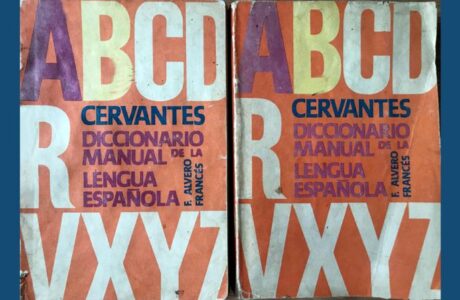 ABCD
CERVANTES
DICCIONARIO
MANUAL DE LA
LENGUA
ESPAÑOLA
F. ALVERO
FRANCÉS
R
VXYZ
ABCD
CERVANTES
DICCIONARIO
MANUAL DE LA
LENGUA
ESPAÑOLA
F. ALVERO
FRANCÉS
R
VXYZ